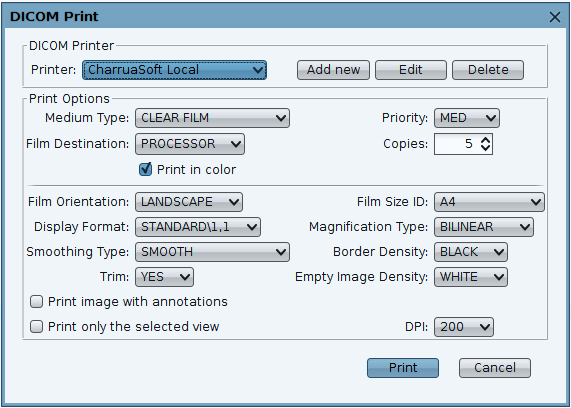 DICOM Print
DICOM Printer
Printer: CharruaSoft Local Add new Edit Delete
Print Options
Medium Type: CLEAR FILM Priority: MED
Film Destination: PROCESSOR Copies: 5
Print in color
Film Orientation: LANDSCAPE Film Size ID: A4
Display Format: STANDARD\1,1 Magnification Type: BILINEAR
Smoothing Type: SMOOTH Border Density: BLACK
Trim: YES Empty Image Density: WHITE
Print image with annotations
Print only the selected view DPI: 200
Print Cancel